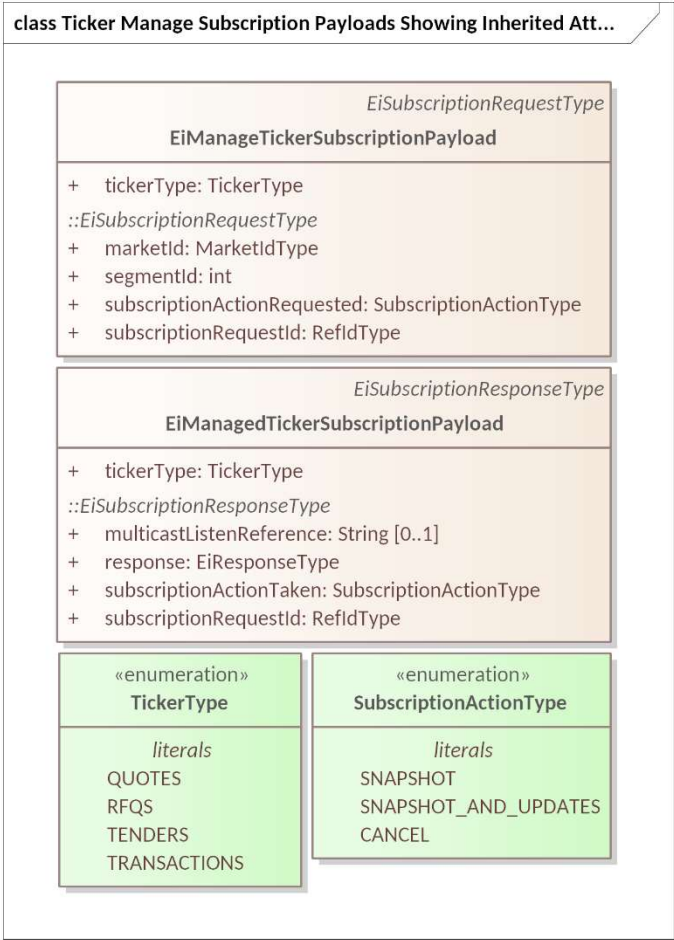 class Ticker Manage Subscription Payloads Showing Inherited Att...
EiSubscriptionRequestType
EiManageTickerSubscriptionPayload
+ tickerType: TickerType
::EiSubscriptionRequestType
+ marketId: MarketIdType
+ segmentId: int
+ subscriptionActionRequested: SubscriptionActionType
+ subscriptionRequestId: RefIdType
EiSubscriptionResponseType
EiManagedTickerSubscriptionPayload
+ tickerType: TickerType
::EiSubscriptionResponseType
+ multicastListenReference: String [0..1]
+ response: EiResponseType
+ subscriptionActionTaken: SubscriptionActionType
+ subscriptionRequestId: RefIdType
«enumeration»
TickerType
literals
QUOTES
RFQS
TENDERS
TRANSACTIONS
«enumeration»
SubscriptionActionType
literals
SNAPSHOT
SNAPSHOT_AND_UPDATES
CANCEL